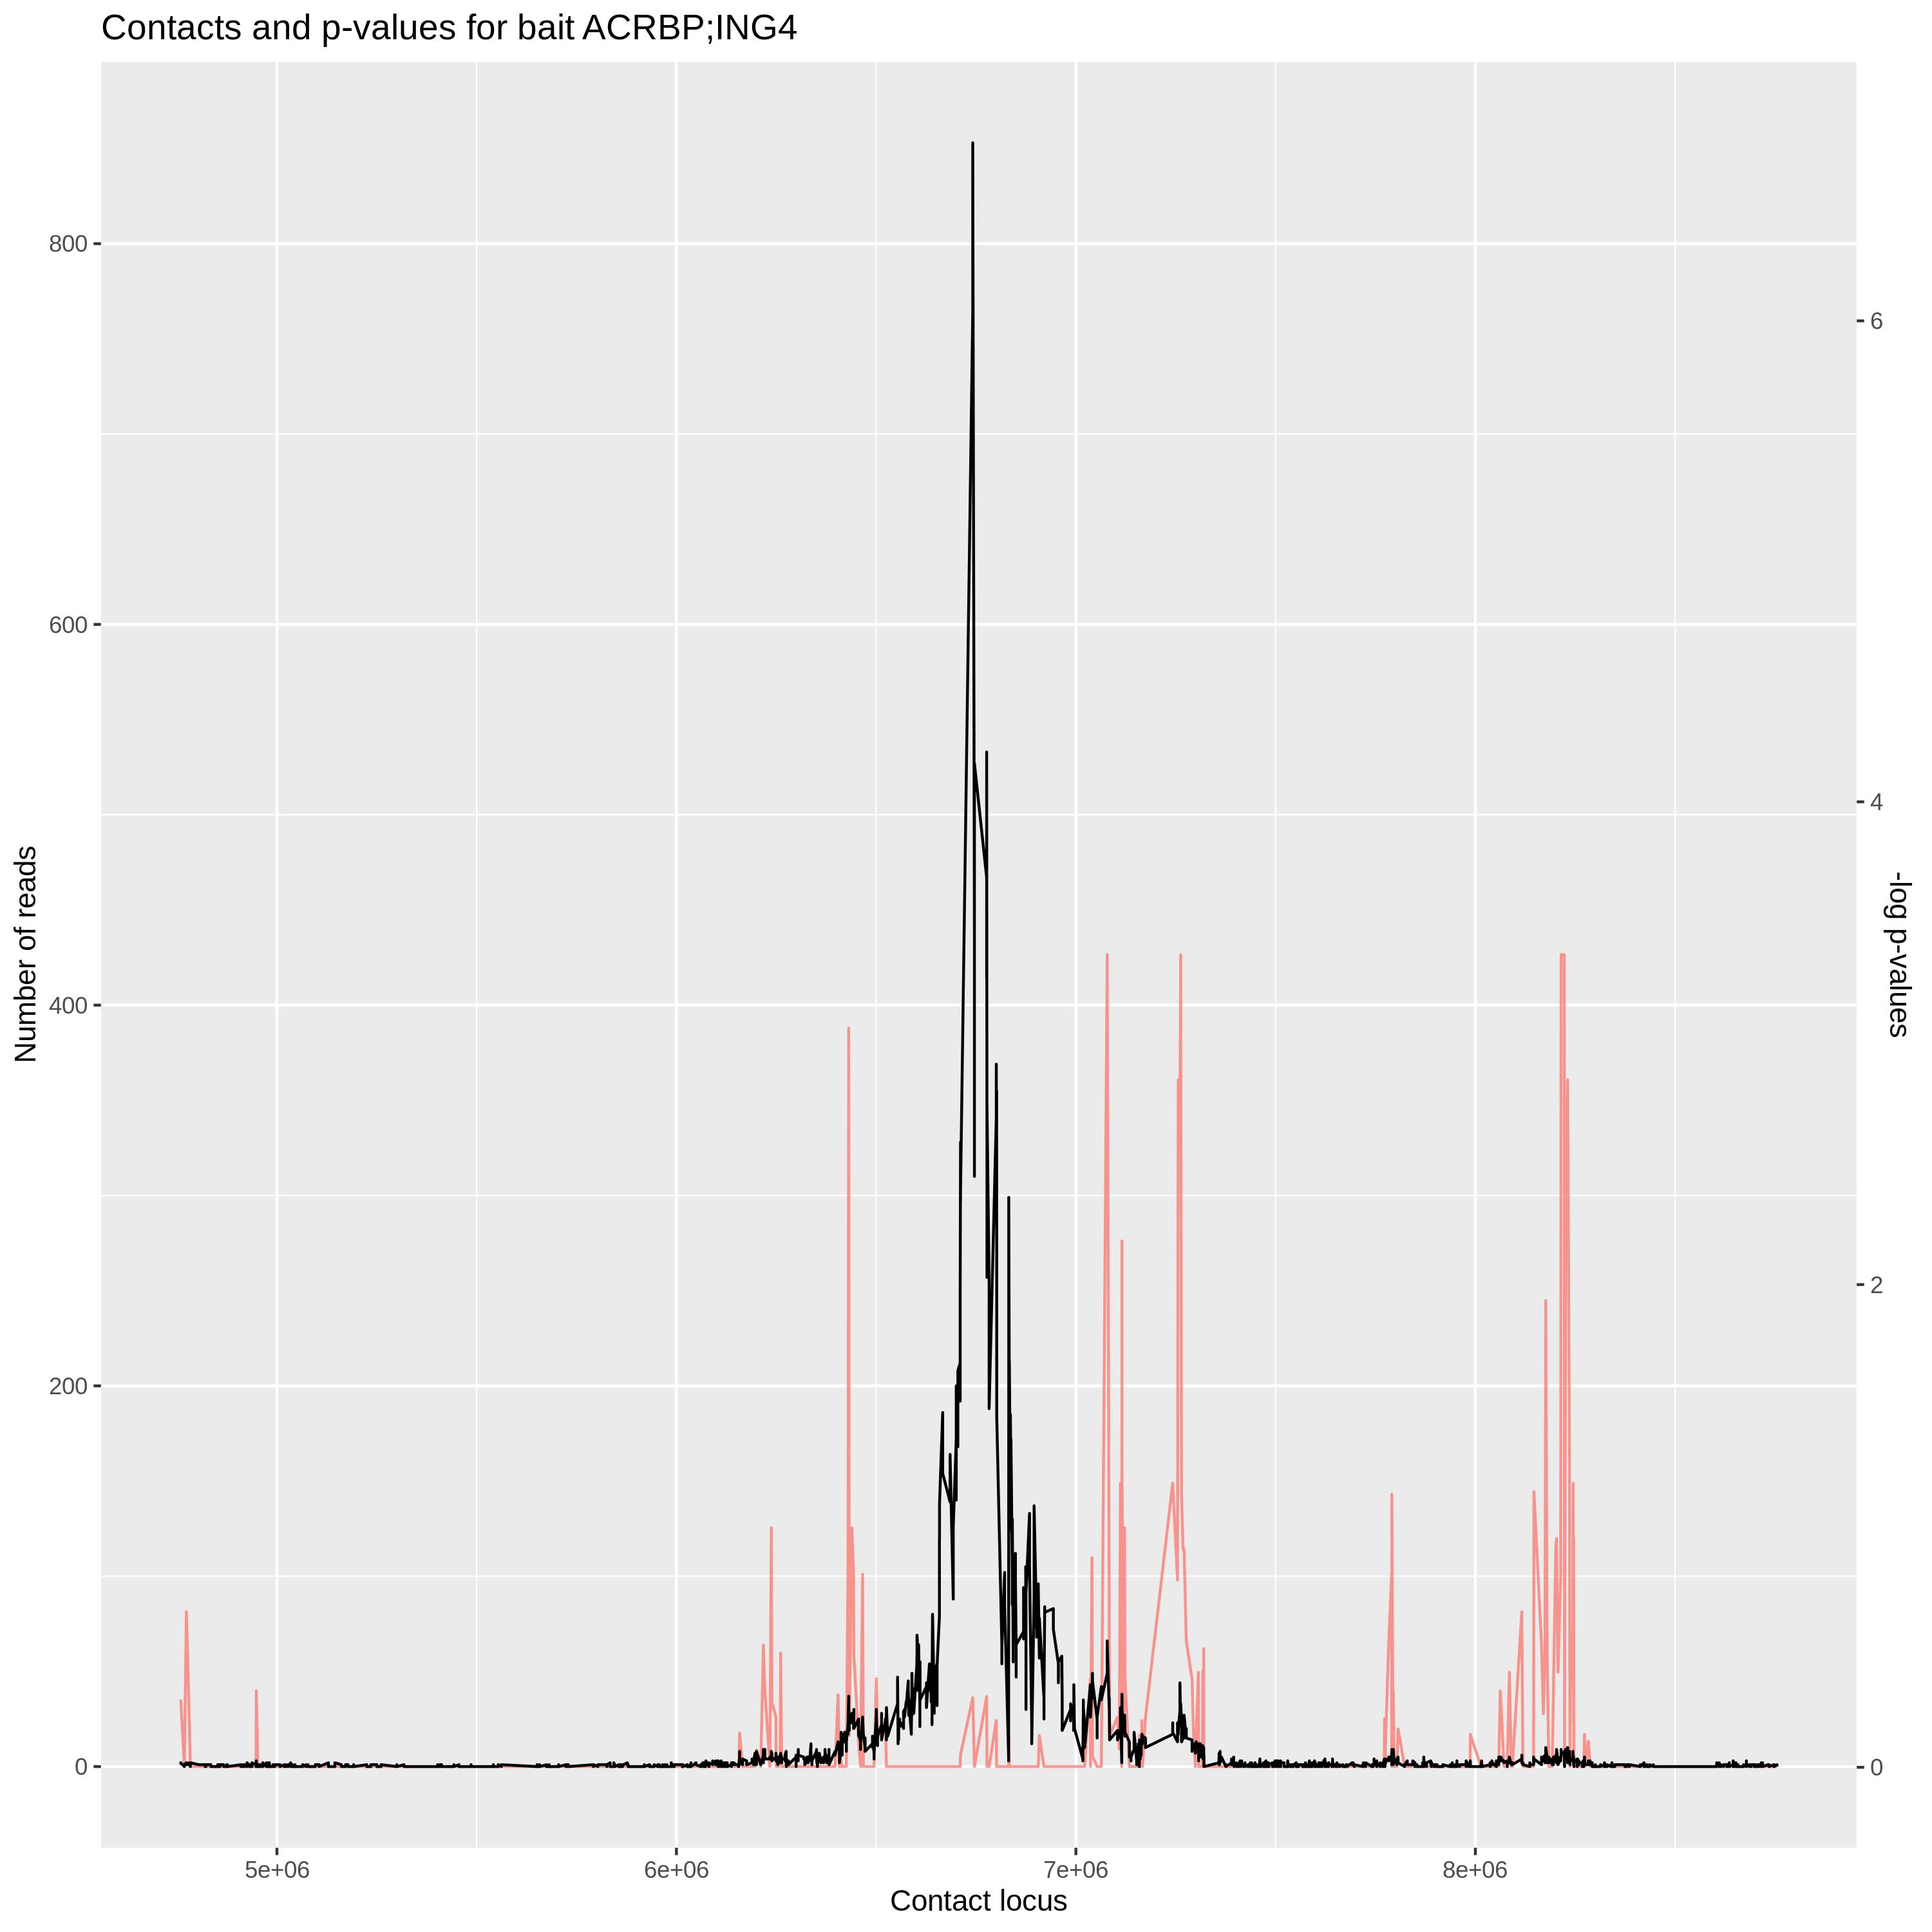 Contacts and p-values for bait ACRBP;ING4
800
600
400
200
0
Number of reads
6
4
2
0
-log p-values
5e+06
6e+06
7e+06
8e+06
Contact locus